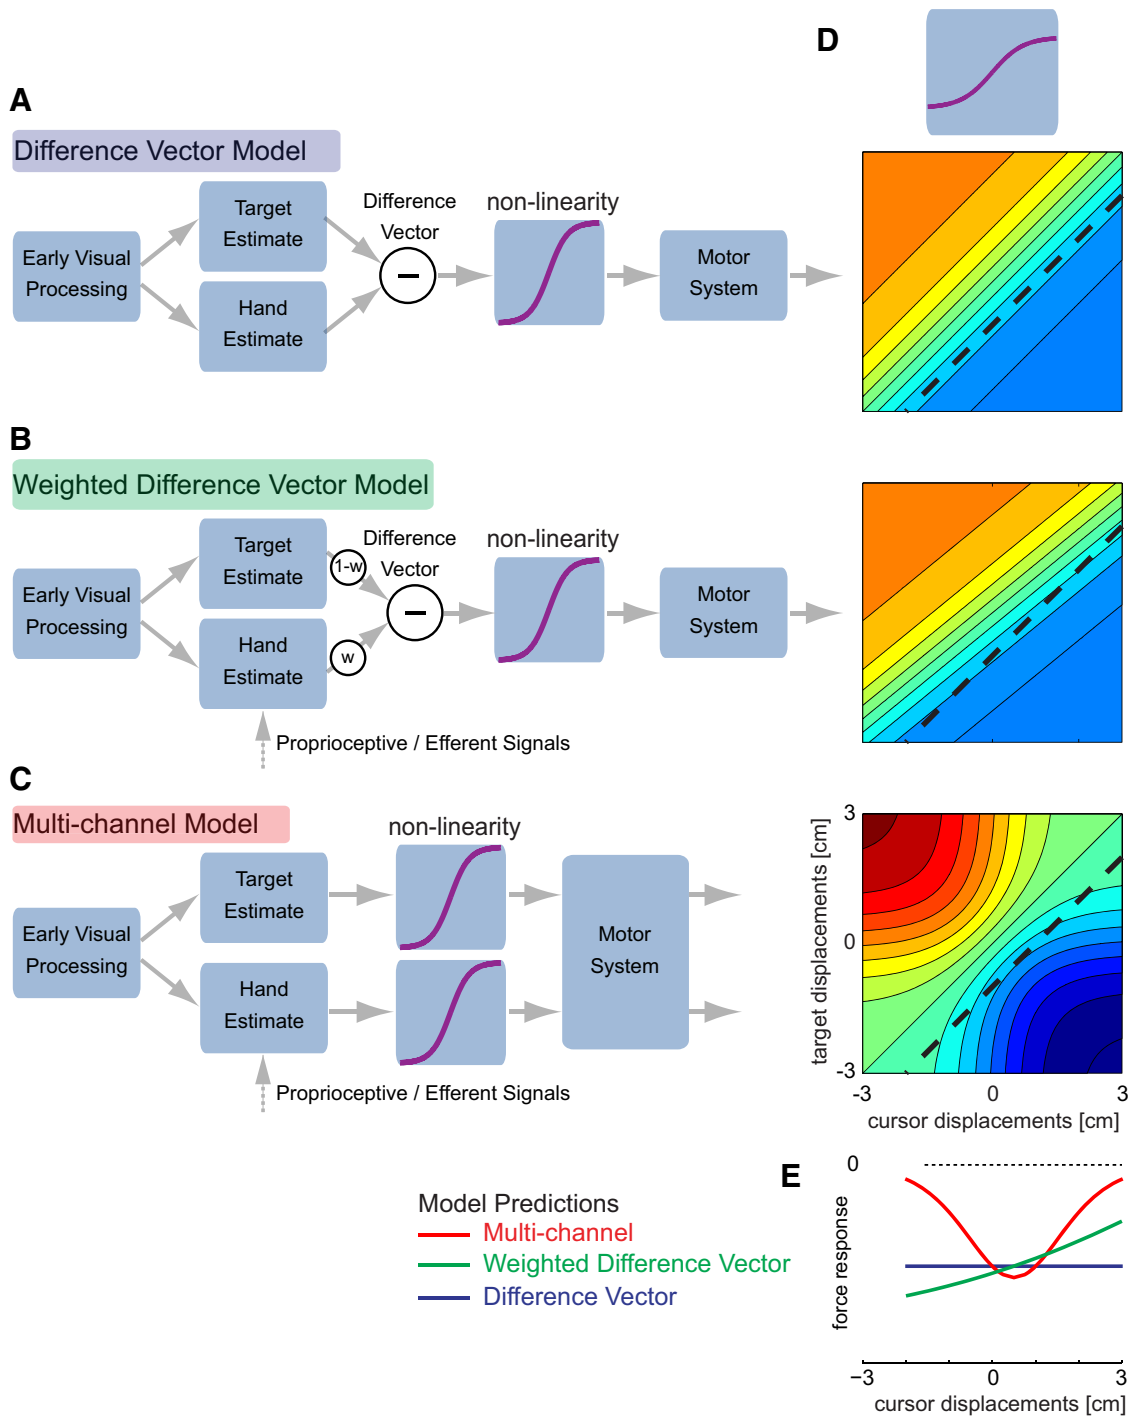 A
Difference Vector Model
Early Visual
Processing
Target
Estimate
Hand
Estimate
Difference
Vector
−
non-linearity
Motor
System
B
Weighted Difference Vector Model
Early Visual
Processing
Target
Estimate
Hand
Estimate
1-w
w
Difference
Vector
−
non-linearity
Motor
System
Proprioceptive / Efferent Signals
C
Multi-channel Model
Early Visual
Processing
Target
Estimate
Hand
Estimate
non-linearity
Motor
System
Proprioceptive / Efferent Signals
D
target displacements [cm]
3
0
-3
-3 0 3
cursor displacements [cm]
Model Predictions
Multi-channel
Weighted Difference Vector
Difference Vector
E
0
force response
−3 0 3
cursor displacements [cm]